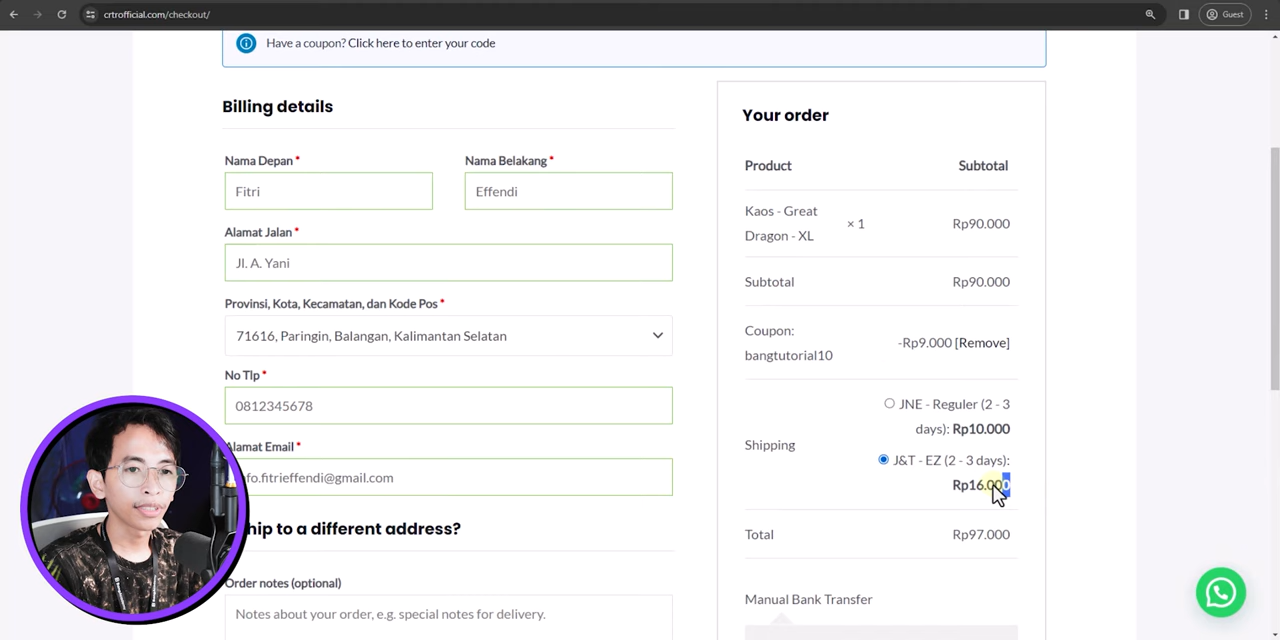 crtrofficial.com/checkout/
Guest
Have a coupon? Click here to enter your code
Billing details
Nama Depan *
Nama Belakang *
Fitri
Effendi
Alamat Jalan *
Jl. A. Yani
Provinsi, Kota, Kecamatan, dan Kode Pos *
71616, Paringin, Balangan, Kalimantan Selatan
No Tlp *
0812345678
Alamat Email *
fo.fitrieffendi@gmail.com
hip to a different address?
Order notes (optional)
Notes about your order, e.g. special notes for delivery.
Your order
Product Subtotal
Kaos - Great
Dragon - XL
× 1
Rp90.000
Subtotal Rp90.000
Coupon:
bangtutorial10
-Rp9.000 [Remove]
Shipping
JNE - Reguler (2 - 3
days): Rp10.000
J&T - EZ (2 - 3 days):
Rp16.000
Total Rp97.000
Manual Bank Transfer